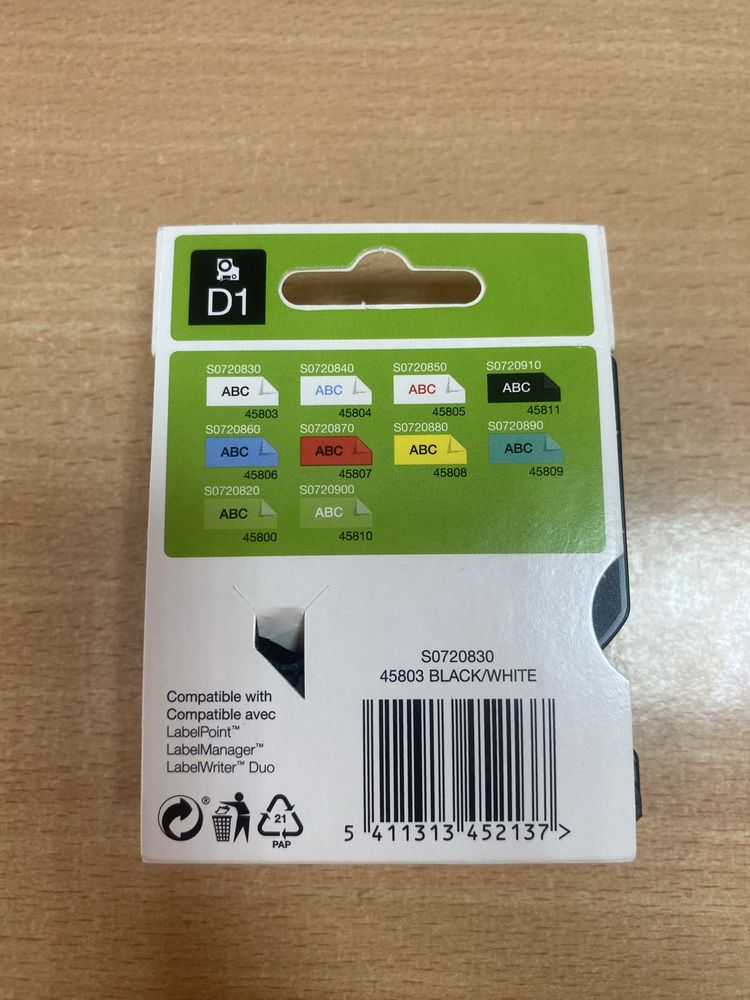 D1
S0720830 S0720840 S0720850 S0720910
ABC ABC ABC ABC
45803 45804 45805 45811
S0720860 S0720870 S0720880 S0720890
ABC ABC ABC ABC
45806 45807 45808 45809
S0720820 S0720900
ABC ABC
45800 45810
S0720830
45803 BLACK/WHITE
Compatible with
Compatible avec
LabelPoint™
LabelManager™
LabelWriter™ Duo
®
21
PAP
5 411313 452137 >